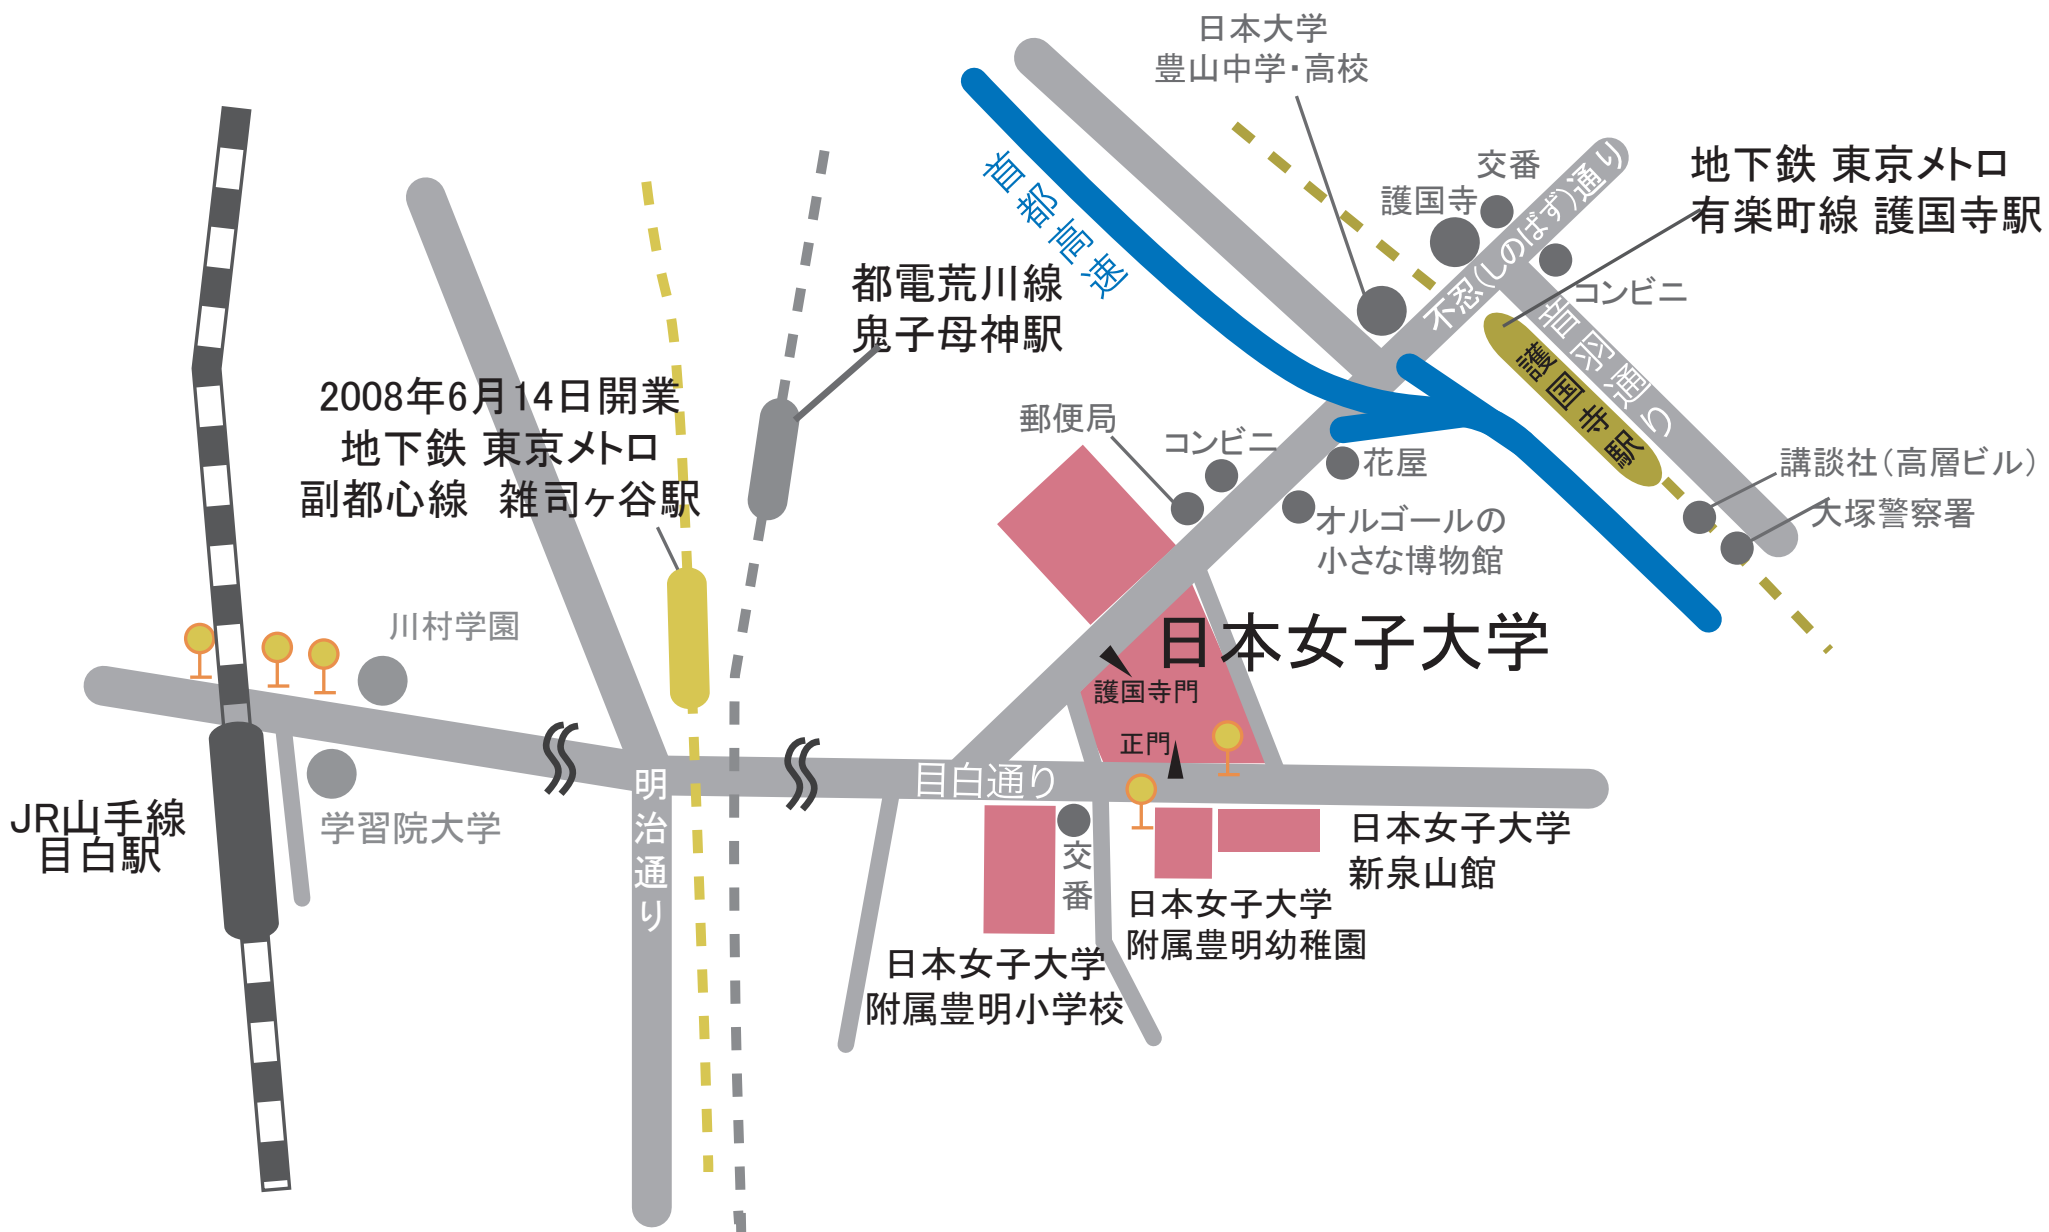 日本大学
豊山中学・高校
交番
護国寺
不忍(しのばず)通り
地下鉄 東京メトロ
有楽町線 護国寺駅
首都高速
コンビニ
音羽通り
護国寺駅
都電荒川線
鬼子母神駅
2008年6月14日開業
地下鉄 東京メトロ
副都心線 雑司ヶ谷駅
郵便局
コンビニ
花屋
オルゴールの
小さな博物館
講談社(高層ビル)
大塚警察署
川村学園
日本女子大学
護国寺門
正門
目白通り
明治通り
JR山手線
目白駅
学習院大学
交番
日本女子大学
新泉山館
日本女子大学
附属豊明幼稚園
日本女子大学
附属豊明小学校